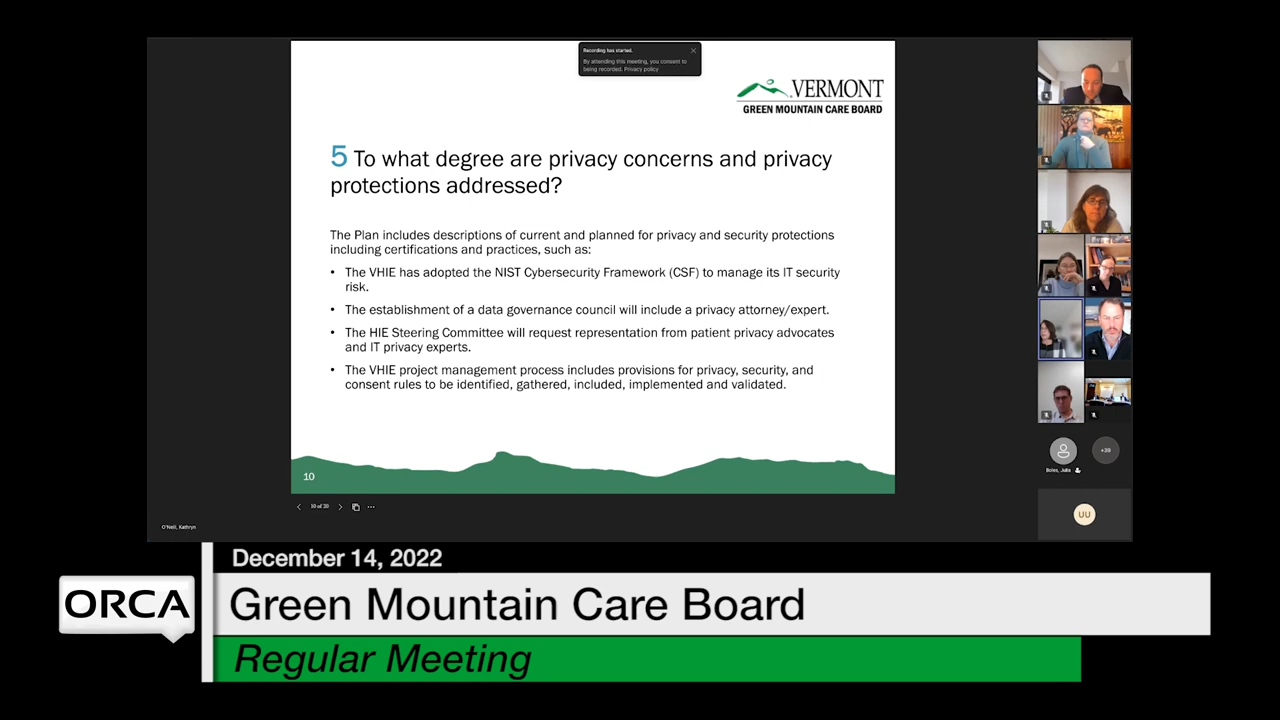 Recording has started.
By attending this meeting, you consent to
being recorded. Privacy policy
VERMONT
GREEN MOUNTAIN CARE BOARD
5 To what degree are privacy concerns and privacy
protections addressed?
The Plan includes descriptions of current and planned for privacy and security protections
including certifications and practices, such as:
• The VHIE has adopted the NIST Cybersecurity Framework (CSF) to manage its IT security
risk.
• The establishment of a data governance council will include a privacy attorney/expert.
• The HIE Steering Committee will request representation from patient privacy advocates
and IT privacy experts.
• The VHIE project management process includes provisions for privacy, security, and
consent rules to be identified, gathered, included, implemented and validated.
10
10 of 20
O'Neill, Kathryn
Boles, Julia
+39
UU
December 14, 2022
ORCA
Green Mountain Care Board
Regular Meeting